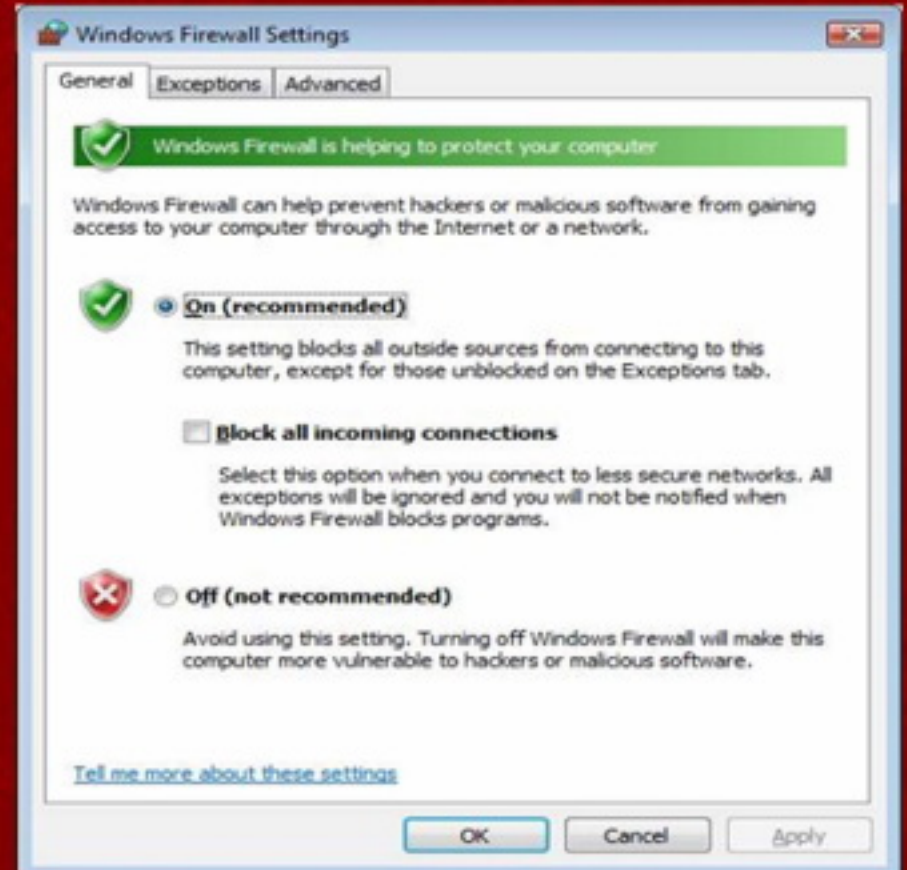 Windows Firewall Settings
General Exceptions Advanced
Windows Firewall is helping to protect your computer
Windows Firewall can help prevent hackers or malicious software from gaining
access to your computer through the Internet or a network.
On (recommended)
This setting blocks all outside sources from connecting to this
computer, except for those unblocked on the Exceptions tab.
Block all incoming connections
Select this option when you connect to less secure networks. All
exceptions will be ignored and you will not be notified when
Windows Firewall blocks programs.
Off (not recommended)
Avoid using this setting. Turning off Windows Firewall will make this
computer more vulnerable to hackers or malicious software.
Tell me more about these settings
OK Cancel Apply